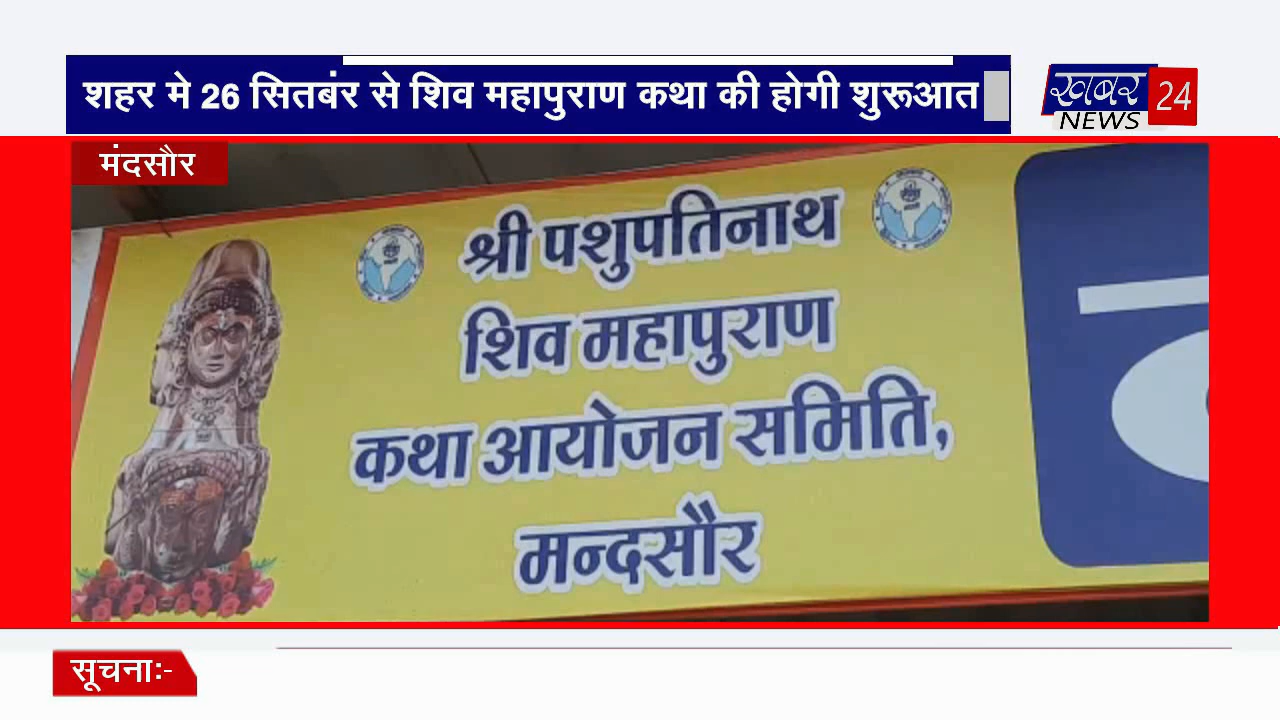 शहर मे 26 सितबंर से शिव महापुराण कथा की होगी शुरूआत
खबर
24
NEWS
मंदसौर
श्री पशुपतिनाथ
शिव महापुराण
कथा आयोजन समिति,
मन्दसौर
सूचनाः-